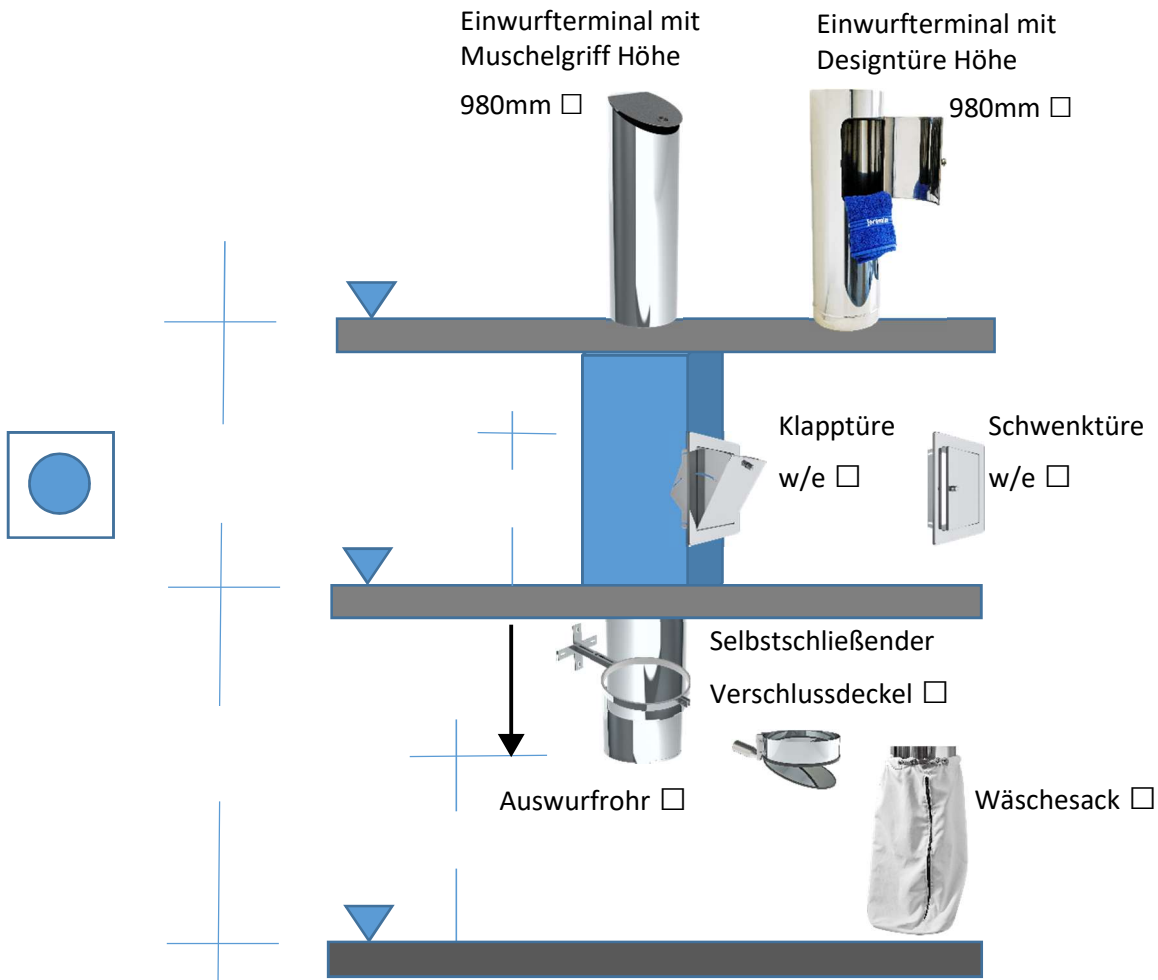 Einwurfterminal mit
Muschelgriff Höhe
980mm ☐
Einwurfterminal mit
Designtüre Höhe
980mm ☐
Klapptüre
w/e ☐
Schwenktüre
w/e ☐
Selbstschließender
Verschlussdeckel ☐
Auswurfrohr ☐
Wäschesack ☐